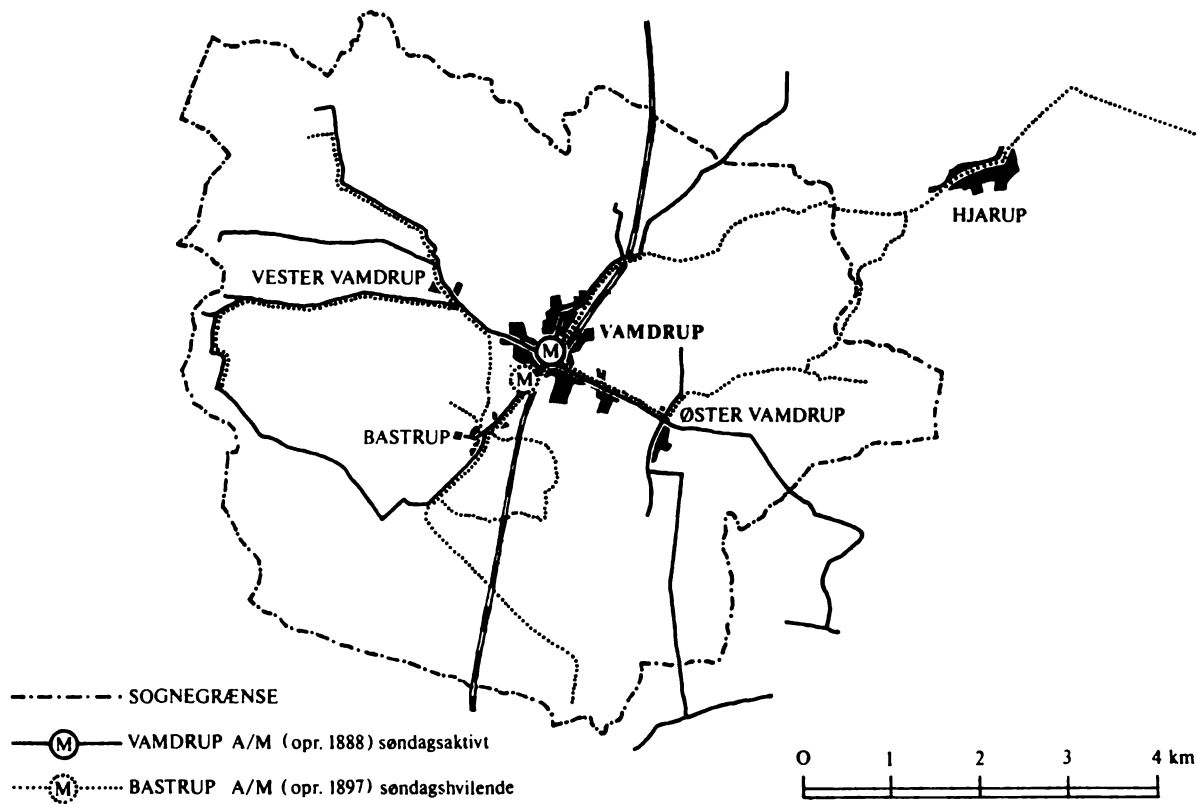 HJARUP
VESTER VAMDRUP
VAMDRUP
M
M
ØSTER VAMDRUP
BASTRUP
SOGNEGRÆNSE
M VAMDRUP A/M (opr. 1888) søndagsaktivt
M BASTRUP A/M (opr. 1897) søndagshvilende
0 1 2 3 4 km